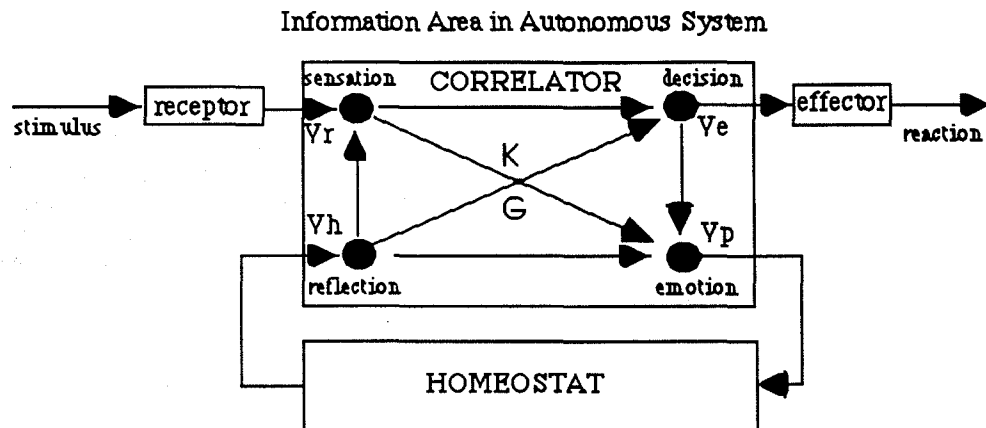 Information Area in Autonomous System
sensation CORRELATOR decision
receptor effector
stimulus Vr Ve reaction
K
G
Vh Vp
reflection emotion
HOMEOSTAT